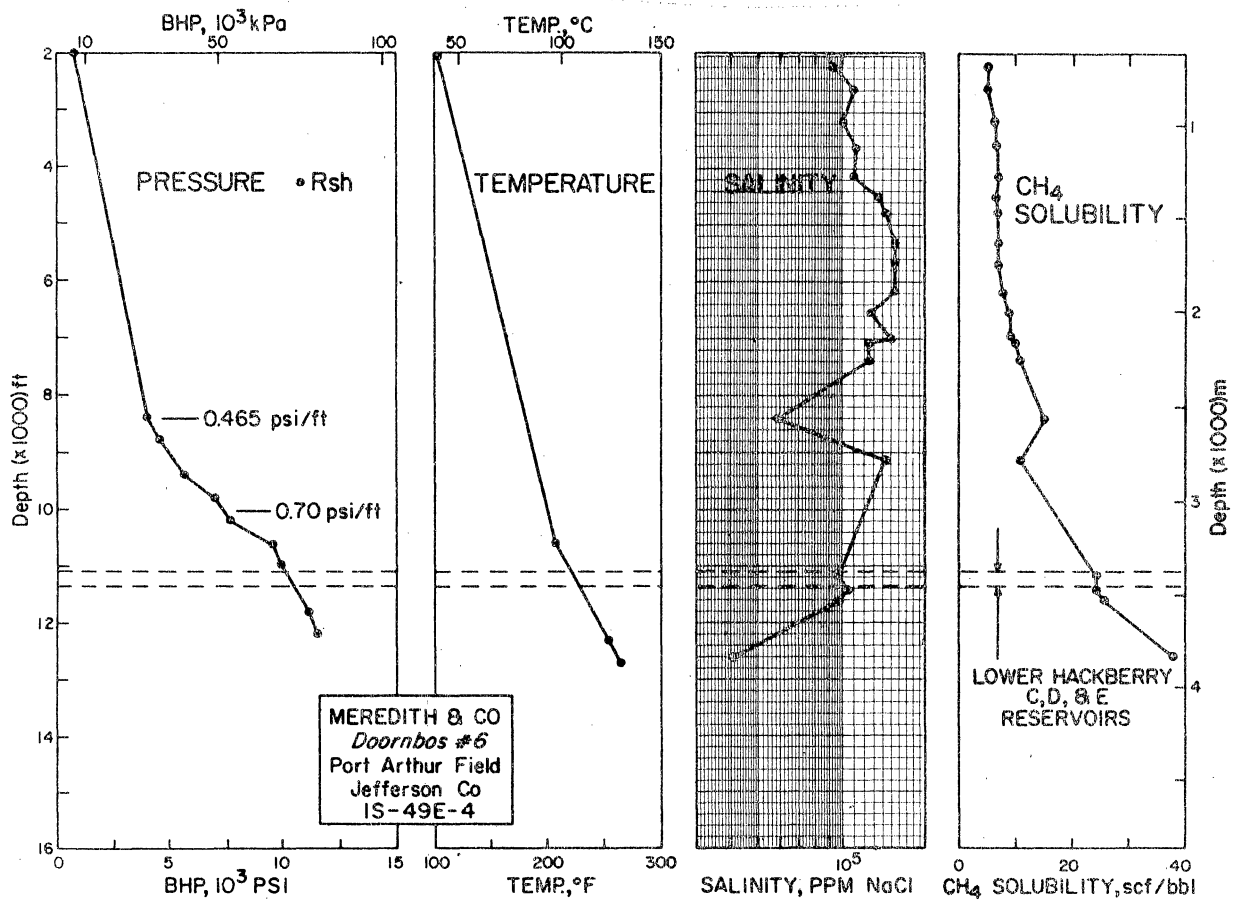 BHP, 10³ kPa
10 50 100
TEMP., °C
50 100 150
2
4
6
8
10
12
14
16
Depth (x 1000) ft
PRESSURE • Rsh
0.465 psi/ft
0.70 psi/ft
TEMPERATURE
SALINITY
CH₄
SOLUBILITY
1
2
3
4
Depth (x 1000) m
LOWER HACKBERRY
C, D, & E
RESERVOIRS
MEREDITH & CO
Doornbos #6
Port Arthur Field
Jefferson Co
IS-49E-4
0 5 10 15
BHP, 10³ PSI
100 200 300
TEMP., °F
10⁵
SALINITY, PPM NaCl
0 20 40
CH₄ SOLUBILITY, scf/bbl